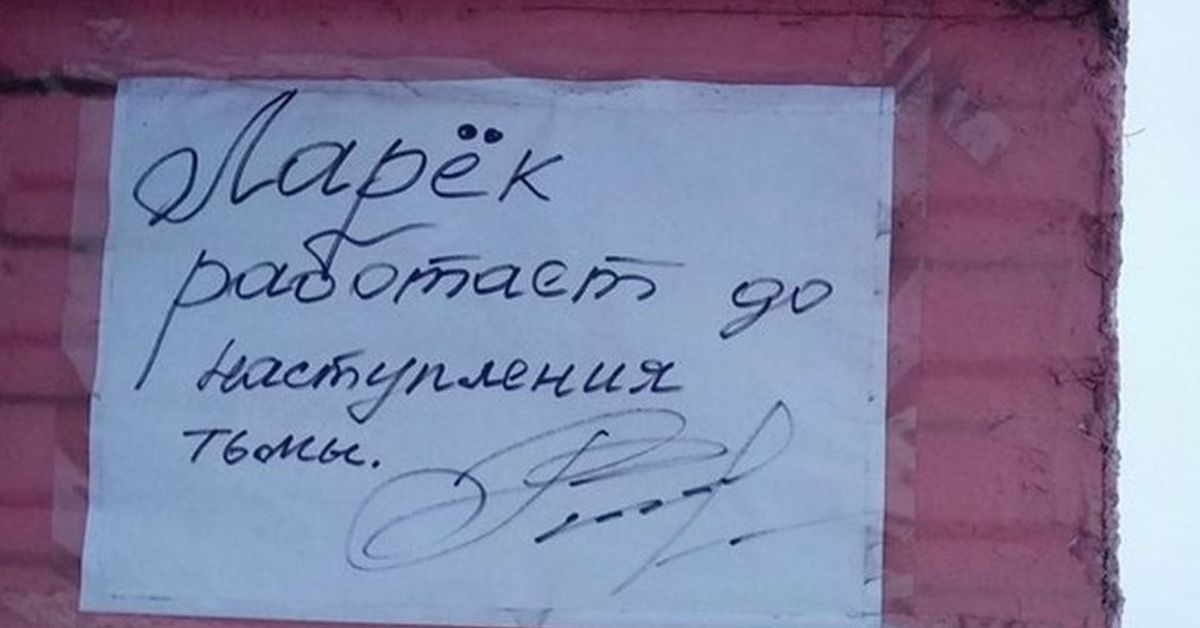 Ларёк
работает до
наступления
тьмы.